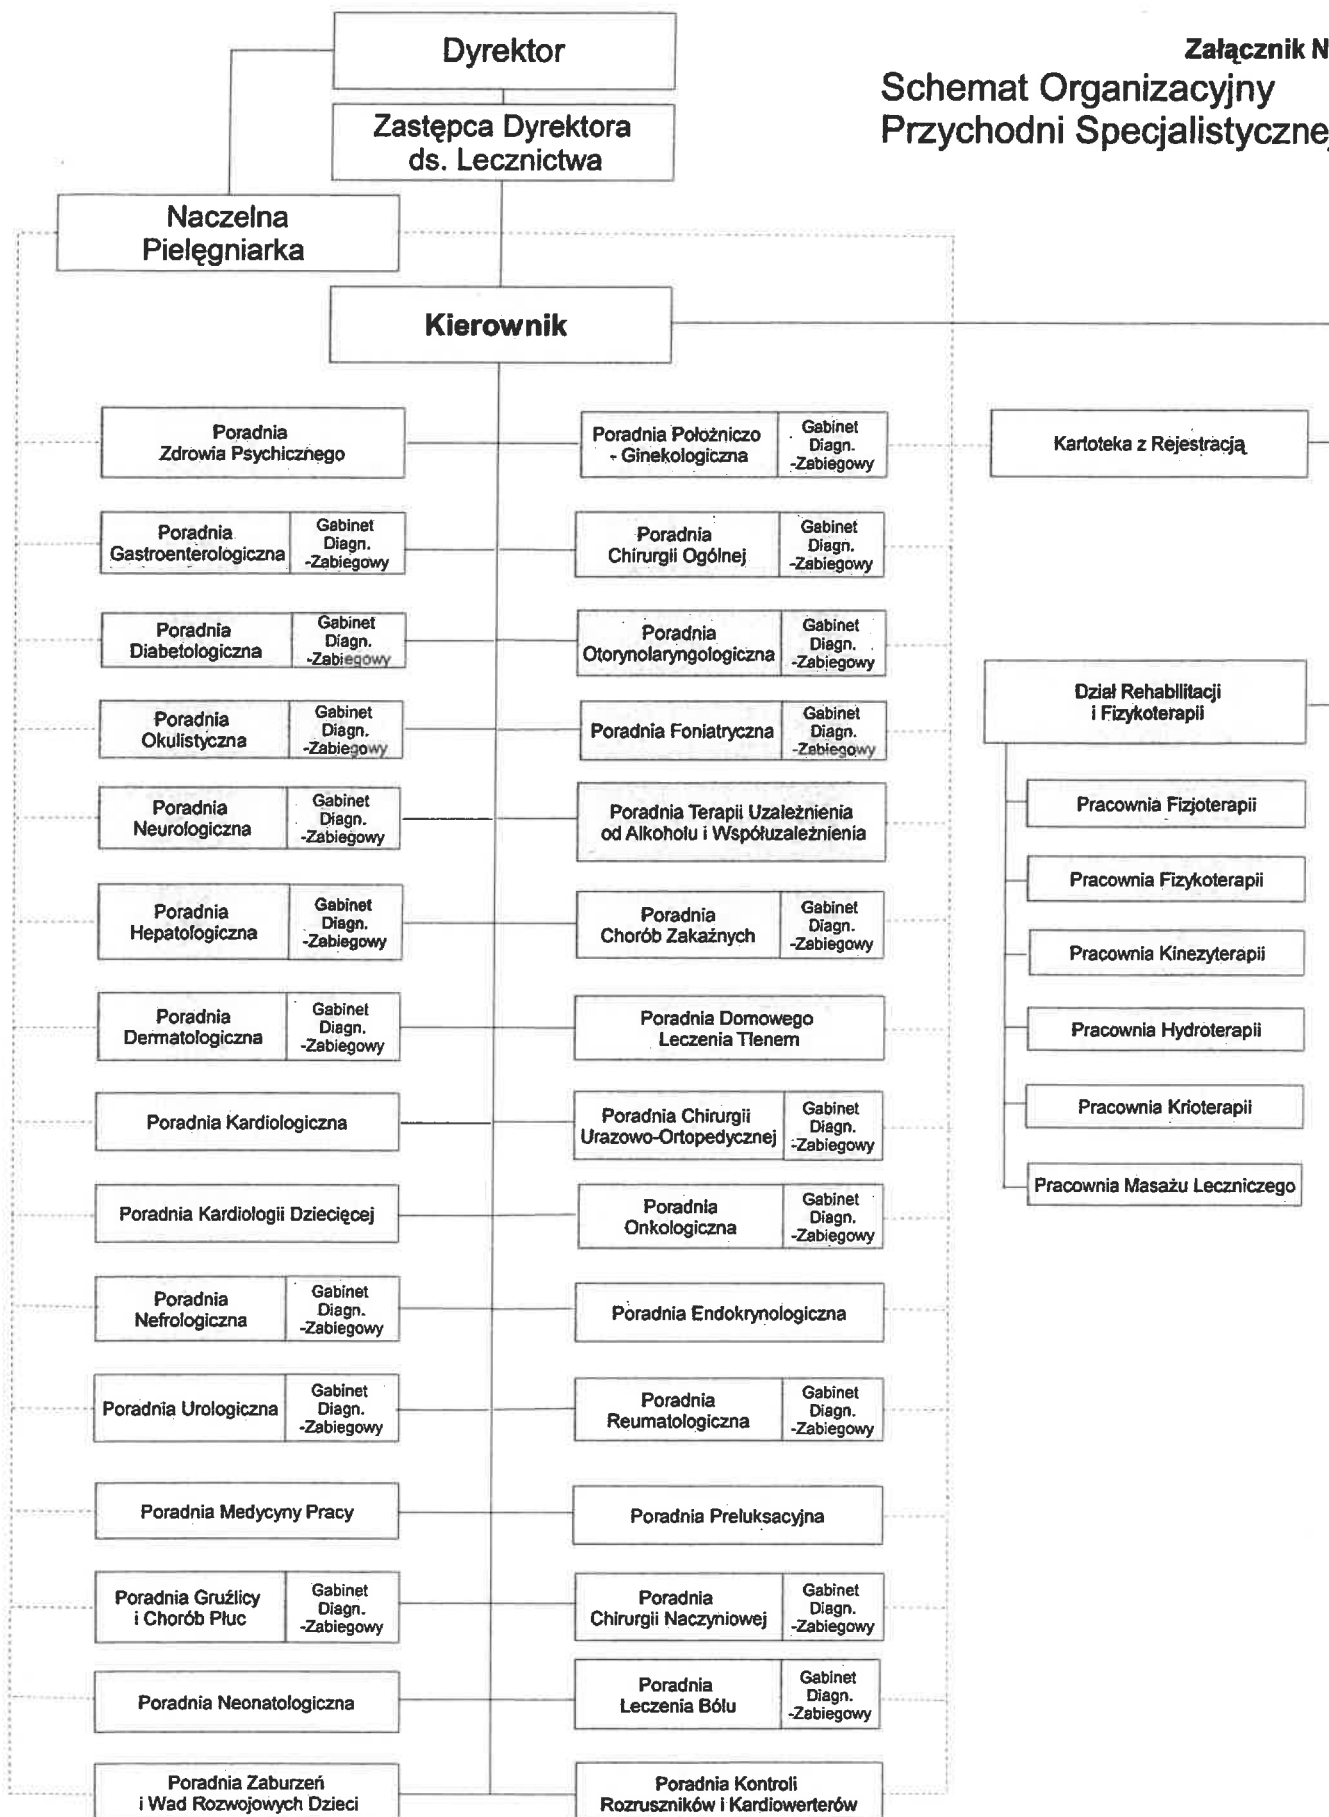 Dyrektor
Załącznik N
Schemat Organizacyjny
Przychodni Specjalistycznej
Zastępca Dyrektora
ds. Lecznictwa
Naczelna
Pielęgniarka
Kierownik
Poradnia
Zdrowia Psychicznego
Poradnia Położniczo
- Ginekologiczna
Gabinet
Diagn.
-Zabiegowy
Kartoteka z Rejestracją
Poradnia
Gastroenterologiczna
Gabinet
Diagn.
-Zabiegowy
Poradnia
Chirurgii Ogólnej
Gabinet
Diagn.
-Zabiegowy
Poradnia
Diabetologiczna
Gabinet
Diagn.
-Zabiegowy
Poradnia
Otorynolaryngologiczna
Gabinet
Diagn.
-Zabiegowy
Dział Rehabilitacji
i Fizykoterapii
Poradnia
Okulistyczna
Gabinet
Diagn.
-Zabiegowy
Poradnia Foniatryczna
Gabinet
Diagn.
-Zabiegowy
Pracownia Fizjoterapii
Poradnia
Neurologiczna
Gabinet
Diagn.
-Zabiegowy
Poradnia Terapii Uzależnienia
od Alkoholu i Współuzależnienia
Pracownia Fizykoterapii
Poradnia
Hepatologiczna
Gabinet
Diagn.
-Zabiegowy
Poradnia
Chorób Zakaźnych
Gabinet
Diagn.
-Zabiegowy
Pracownia Kinezyterapii
Poradnia
Dermatologiczna
Gabinet
Diagn.
-Zabiegowy
Poradnia Domowego
Leczenia Tlenem
Pracownia Hydroterapii
Poradnia Kardiologiczna
Poradnia Chirurgii
Urazowo-Ortopedycznej
Gabinet
Diagn.
-Zabiegowy
Pracownia Krioterapii
Pracownia Masażu Leczniczego
Poradnia Kardiologii Dziecięcej
Poradnia
Onkologiczna
Gabinet
Diagn.
-Zabiegowy
Poradnia
Nefrologiczna
Gabinet
Diagn.
-Zabiegowy
Poradnia Endokrynologiczna
Poradnia Urologiczna
Gabinet
Diagn.
-Zabiegowy
Poradnia
Reumatologiczna
Gabinet
Diagn.
-Zabiegowy
Poradnia Medycyny Pracy
Poradnia Preluksacyjna
Poradnia Gruźlicy
i Chorób Płuc
Gabinet
Diagn.
-Zabiegowy
Poradnia
Chirurgii Naczyniowej
Gabinet
Diagn.
-Zabiegowy
Poradnia Neonatologiczna
Poradnia
Leczenia Bólu
Gabinet
Diagn.
-Zabiegowy
Poradnia Zaburzeń
i Wad Rozwojowych Dzieci
Poradnia Kontroli
Rozruszników i Kardiowerterów